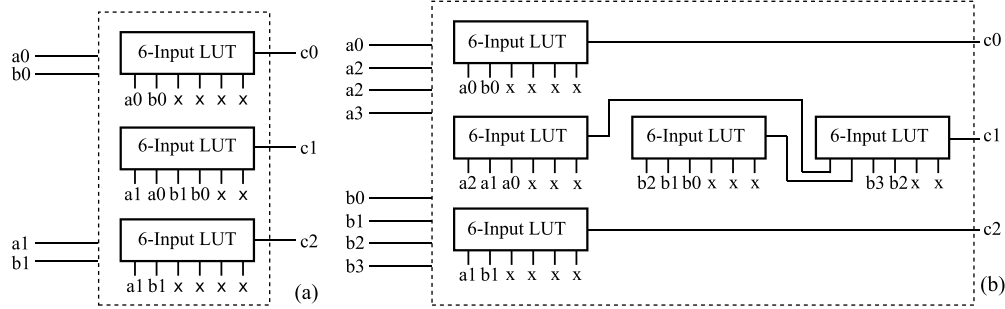 a0
b0
a1
b1
6-Input LUT
a0 b0 x x x x
c0
6-Input LUT
a1 a0 b1 b0 x x
c1
6-Input LUT
a1 b1 x x x x
c2
(a)
a0
a2
a2
a3
b0
b1
b2
b3
6-Input LUT
a0 b0 x x x x
c0
6-Input LUT
a2 a1 a0 x x x
6-Input LUT
b2 b1 b0 x x x
6-Input LUT
b3 b2 x x
c1
6-Input LUT
a1 b1 x x x x
c2
(b)